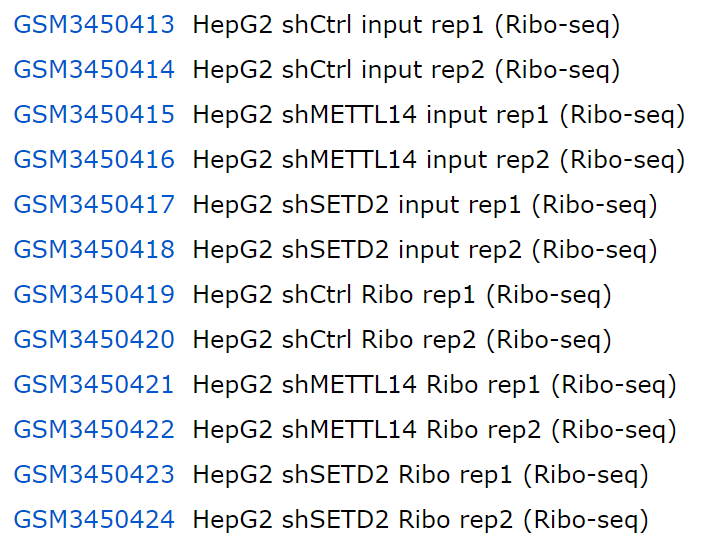 GSM3450413 HepG2 shCtrl input rep1 (Ribo-seq)
GSM3450414 HepG2 shCtrl input rep2 (Ribo-seq)
GSM3450415 HepG2 shMETTL14 input rep1 (Ribo-seq)
GSM3450416 HepG2 shMETTL14 input rep2 (Ribo-seq)
GSM3450417 HepG2 shSETD2 input rep1 (Ribo-seq)
GSM3450418 HepG2 shSETD2 input rep2 (Ribo-seq)
GSM3450419 HepG2 shCtrl Ribo rep1 (Ribo-seq)
GSM3450420 HepG2 shCtrl Ribo rep2 (Ribo-seq)
GSM3450421 HepG2 shMETTL14 Ribo rep1 (Ribo-seq)
GSM3450422 HepG2 shMETTL14 Ribo rep2 (Ribo-seq)
GSM3450423 HepG2 shSETD2 Ribo rep1 (Ribo-seq)
GSM3450424 HepG2 shSETD2 Ribo rep2 (Ribo-seq)